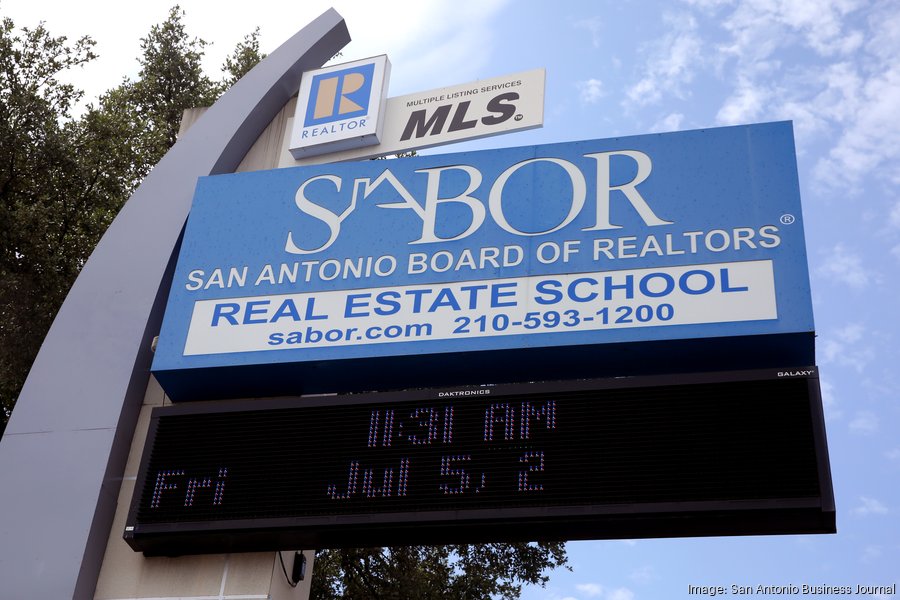 R
REALTOR®
MULTIPLE LISTING SERVICES
MLS™
SABOR
SAN ANTONIO BOARD OF REALTORS®
REAL ESTATE SCHOOL
sabor.com 210-593-1200
DAKTRONICS GALAXY®
11:31 AM
Fri Jul 5, 2
Image: San Antonio Business Journal